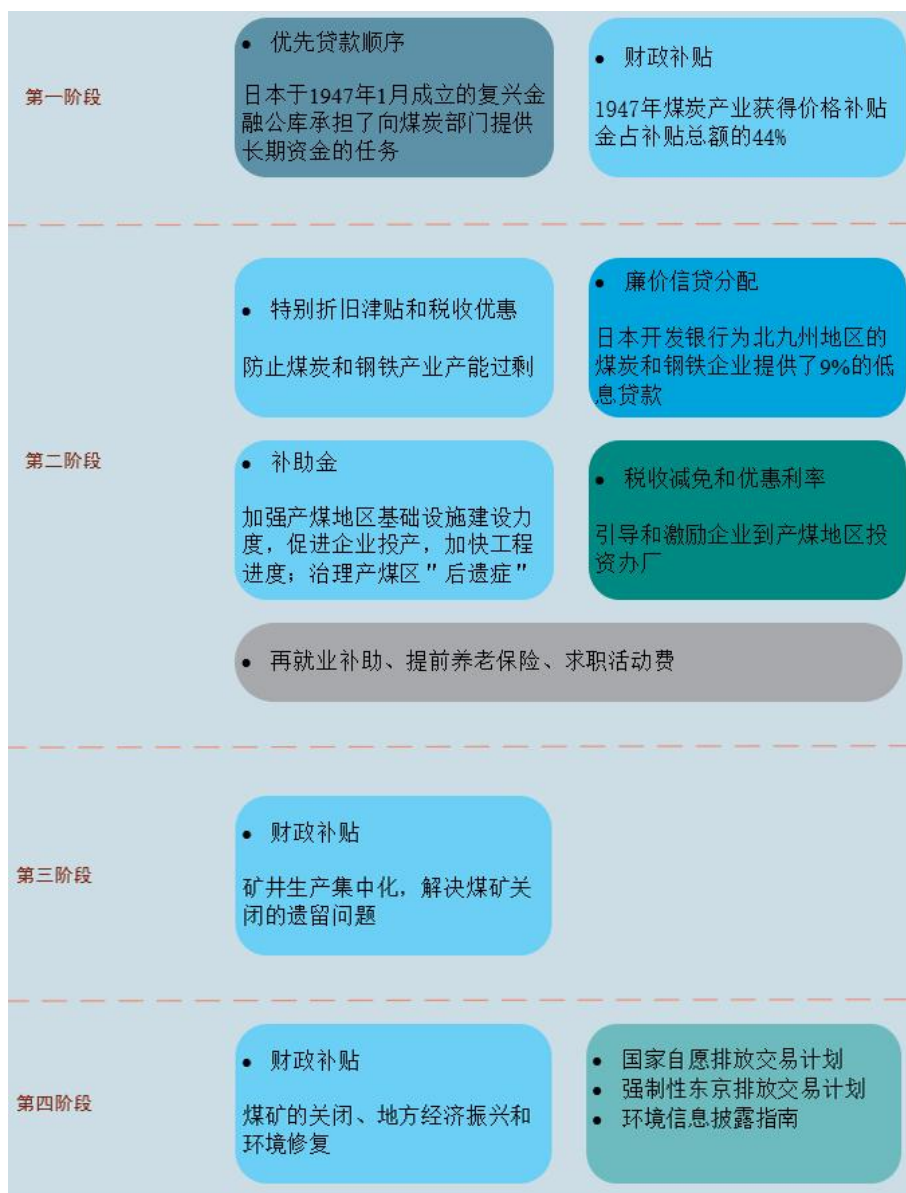 第一阶段
• 优先贷款顺序
日本于1947年1月成立的复兴金
融公库承担了向煤炭部门提供
长期资金的任务
• 财政补贴
1947年煤炭产业获得价格补贴
金占补贴总额的44%
第二阶段
• 特别折旧津贴和税收优惠
防止煤炭和钢铁产业产能过剩
• 廉价信贷分配
日本开发银行为北九州地区的
煤炭和钢铁企业提供了9%的低
息贷款
• 补助金
加强产煤地区基础设施建设力
度，促进企业投产，加快工程
进度；治理产煤区"后遗症"
• 税收减免和优惠利率
引导和激励企业到产煤地区投
资办厂
• 再就业补助、提前养老保险、求职活动费
第三阶段
• 财政补贴
矿井生产集中化，解决煤矿关
闭的遗留问题
第四阶段
• 财政补贴
煤矿的关闭、地方经济振兴和
环境修复
• 国家自愿排放交易计划
• 强制性东京排放交易计划
• 环境信息披露指南